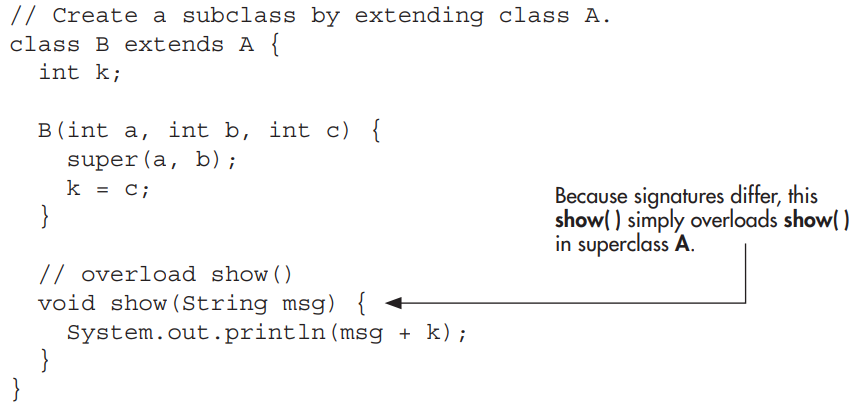 // Create a subclass by extending class A.
class B extends A {
  int k;

  B(int a, int b, int c) {
    super(a, b);
    k = c;
  }

  // overload show()
  void show(String msg) {
    System.out.println(msg + k);
  }
}
Because signatures differ, this
show( ) simply overloads show( )
in superclass A.